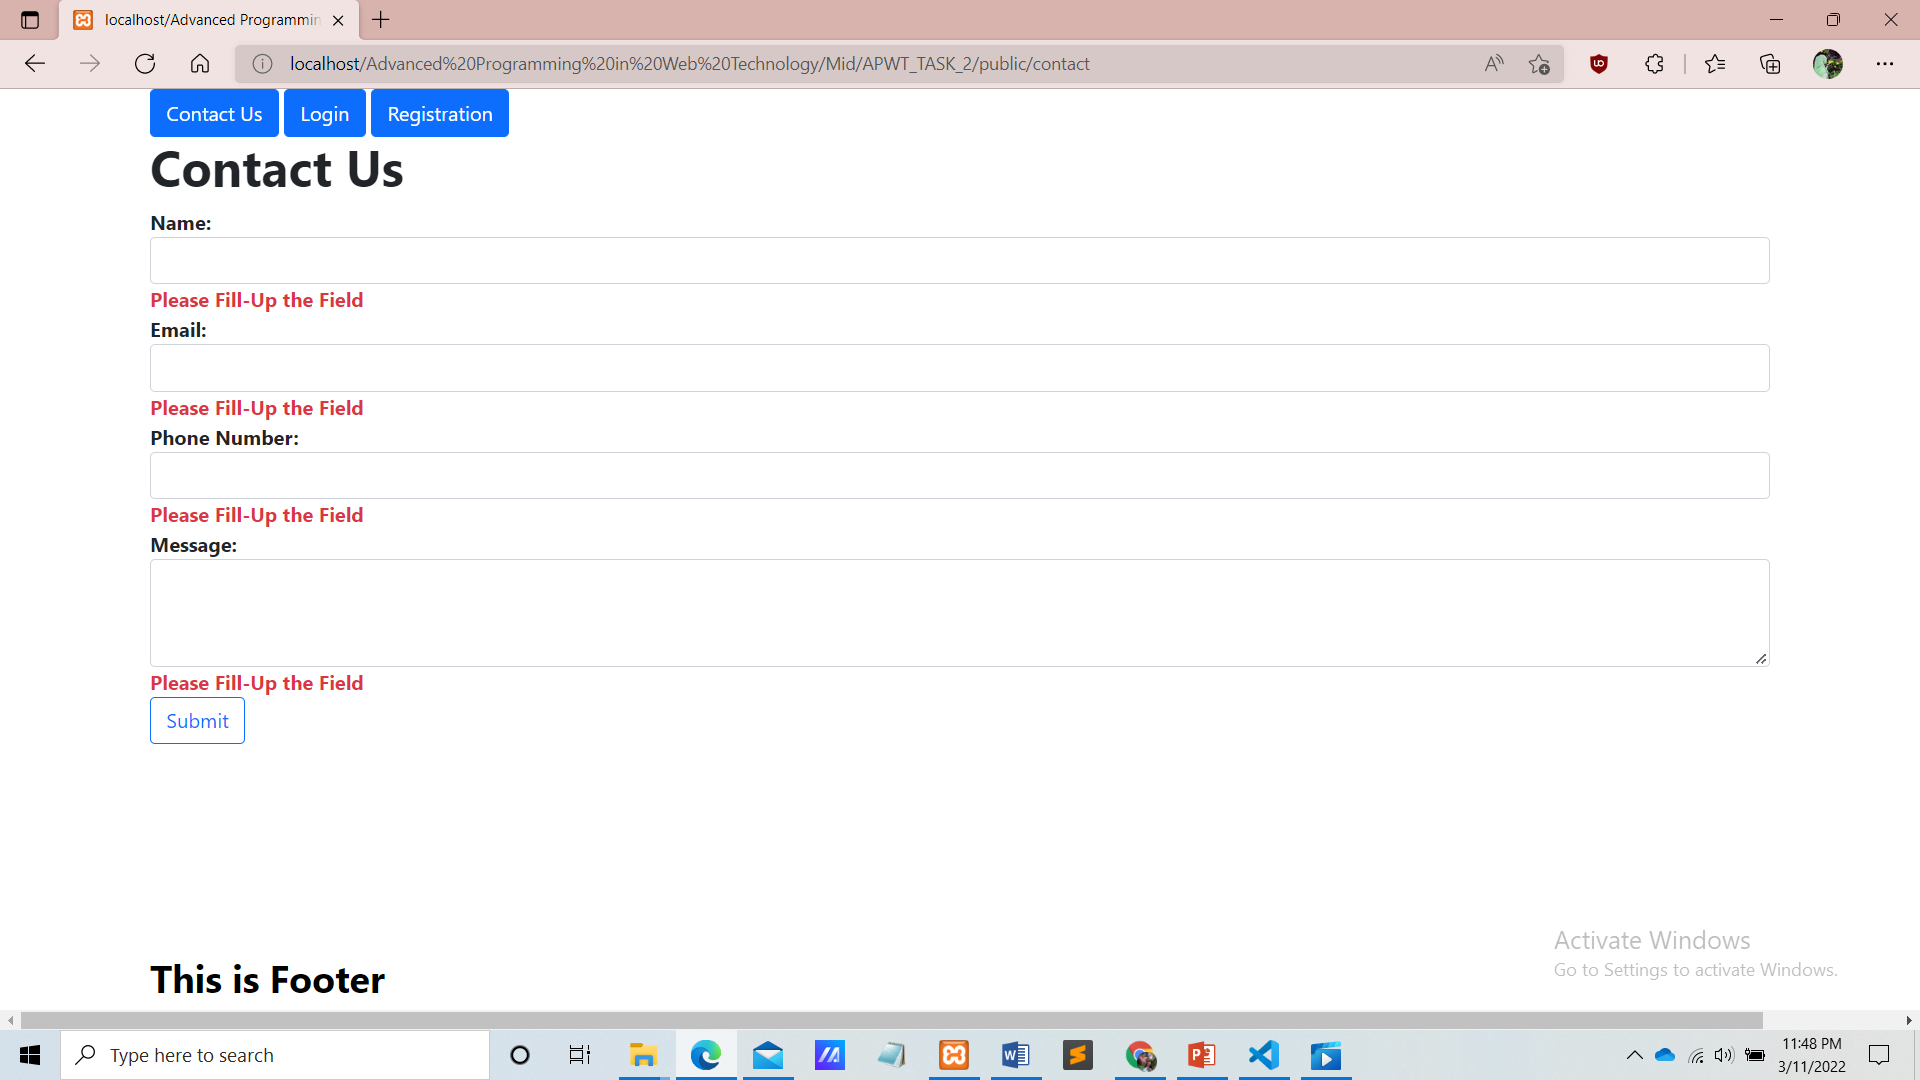 localhost/Advanced Programmin
localhost/Advanced%20Programming%20in%20Web%20Technology/Mid/APWT_TASK_2/public/contact
Contact Us Login Registration
Contact Us
Name:
Please Fill-Up the Field
Email:
Please Fill-Up the Field
Phone Number:
Please Fill-Up the Field
Message:
Please Fill-Up the Field
Submit
Activate Windows
Go to Settings to activate Windows.
This is Footer
Type here to search
11:48 PM
3/11/2022